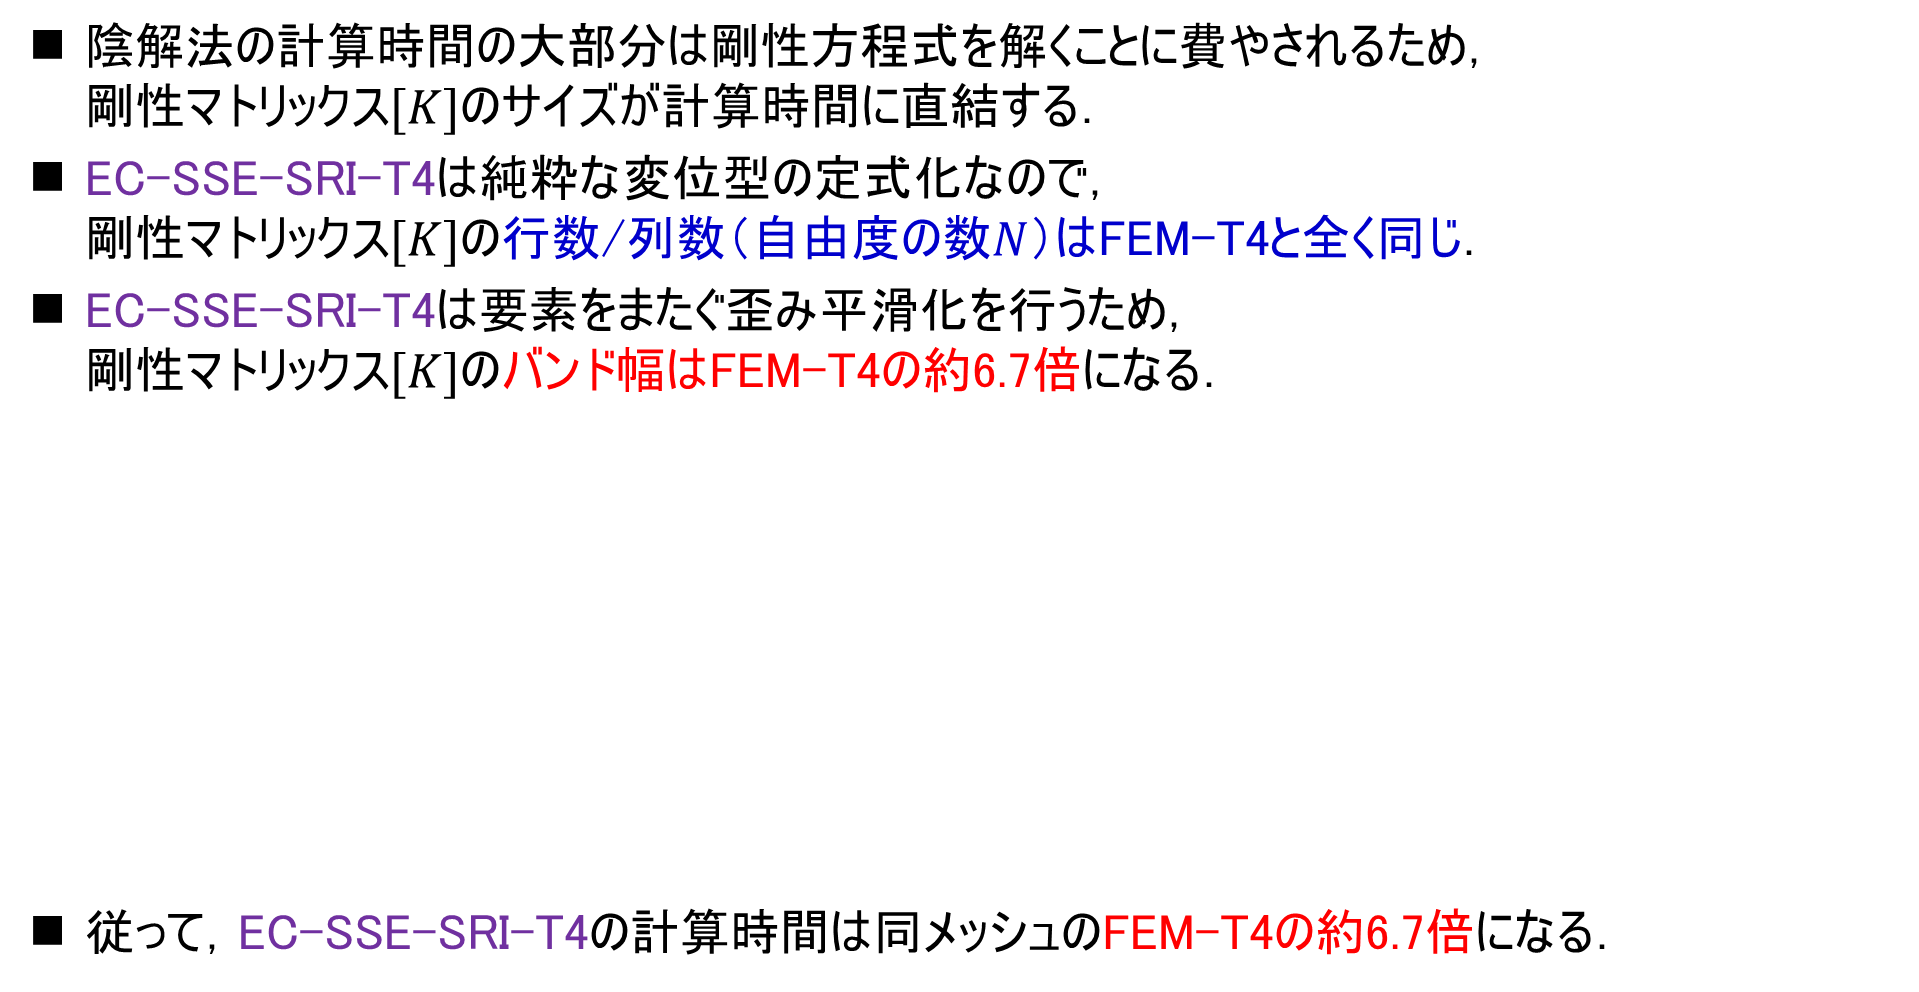 ■ 陰解法の計算時間の大部分は剛性方程式を解くことに費やされるため,
剛性マトリックス[K]のサイズが計算時間に直結する.
■ EC-SSE-SRI-T4は純粋な変位型の定式化なので,
剛性マトリックス[K]の行数/列数（自由度の数N）はFEM-T4と全く同じ.
■ EC-SSE-SRI-T4は要素をまたぐ歪み平滑化を行うため,
剛性マトリックス[K]のバンド幅はFEM-T4の約6.7倍になる.
■ 従って, EC-SSE-SRI-T4の計算時間は同メッシュのFEM-T4の約6.7倍になる.